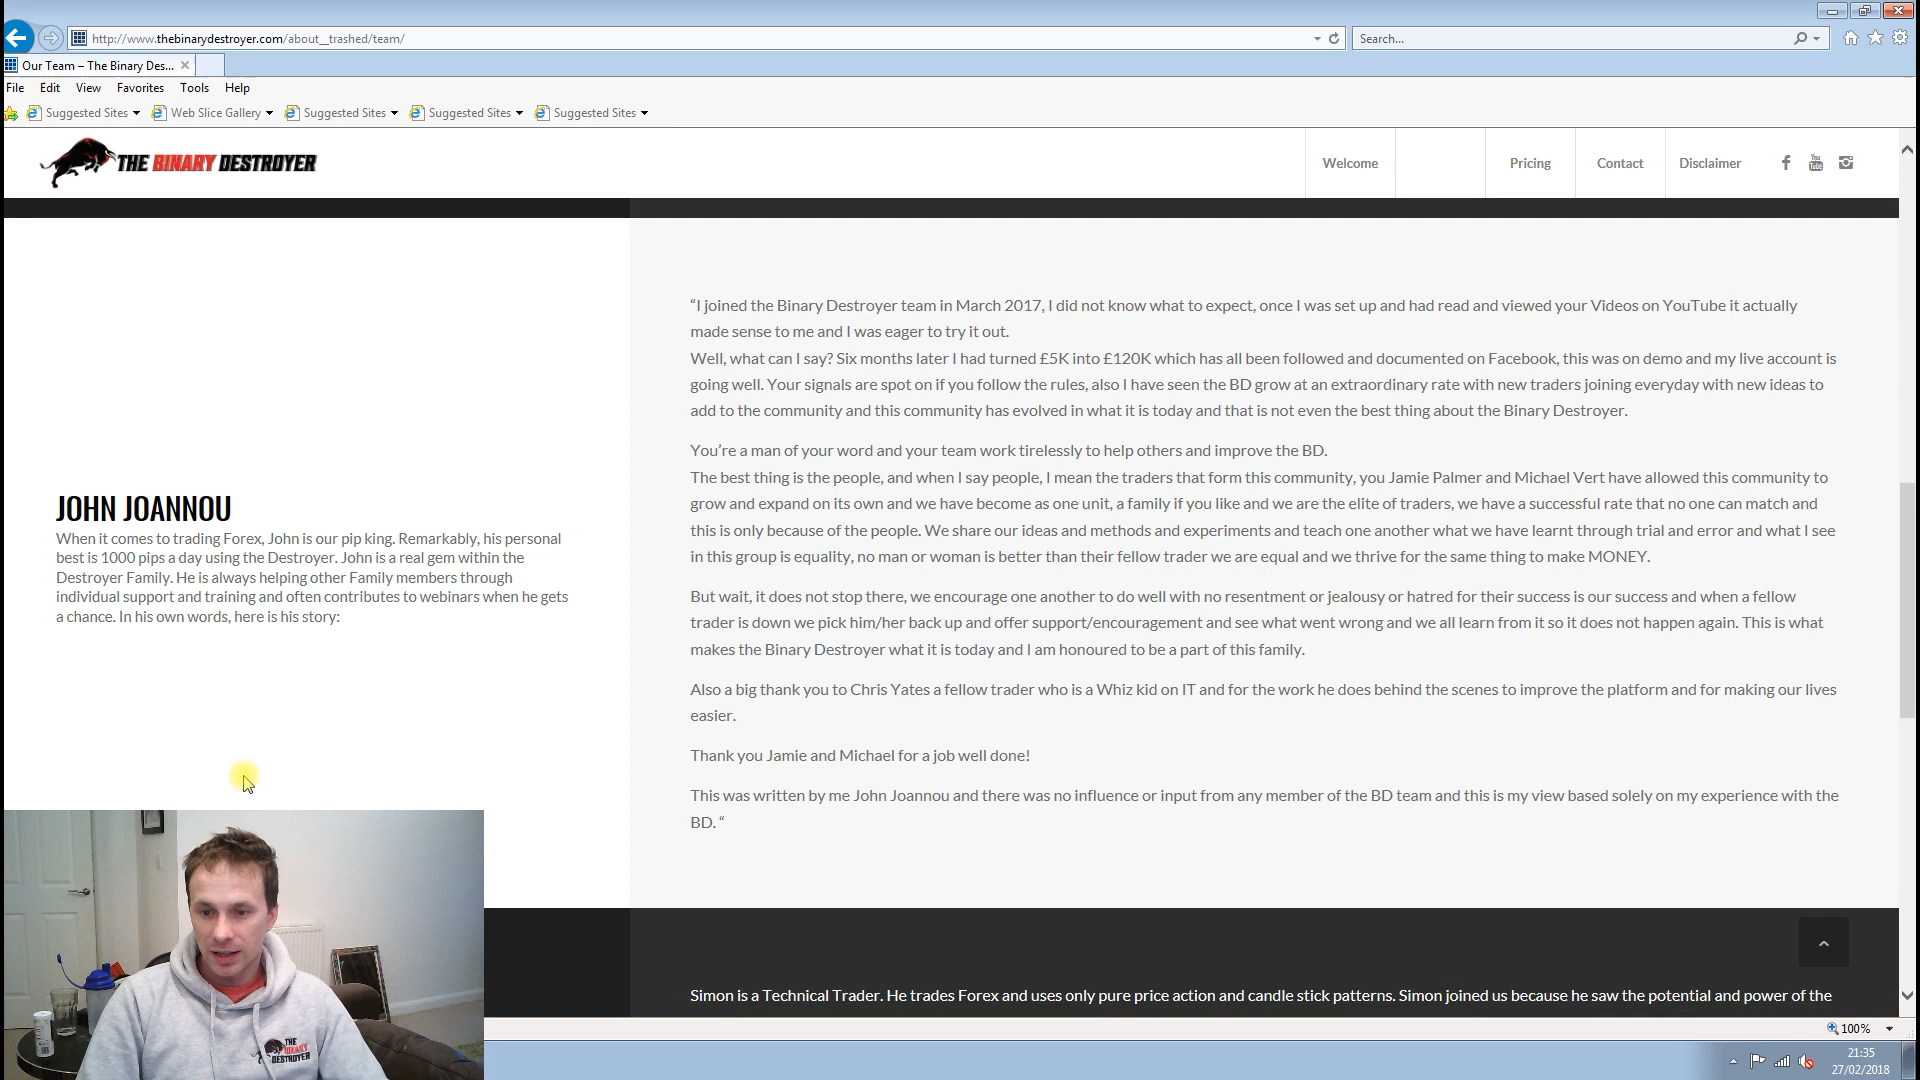 http://www.thebinarydestroyer.com/about__trashed/team/
Search...
Our Team – The Binary Des...
File Edit View Favorites Tools Help
Suggested Sites Web Slice Gallery Suggested Sites Suggested Sites Suggested Sites
THE BINARY DESTROYER
Welcome Pricing Contact Disclaimer
You Tube
“I joined the Binary Destroyer team in March 2017, I did not know what to expect, once I was set up and had read and viewed your Videos on YouTube it actually
made sense to me and I was eager to try it out.
Well, what can I say? Six months later I had turned £5K into £120K which has all been followed and documented on Facebook, this was on demo and my live account is
going well. Your signals are spot on if you follow the rules, also I have seen the BD grow at an extraordinary rate with new traders joining everyday with new ideas to
add to the community and this community has evolved in what it is today and that is not even the best thing about the Binary Destroyer.
You’re a man of your word and your team work tirelessly to help others and improve the BD.
The best thing is the people, and when I say people, I mean the traders that form this community, you Jamie Palmer and Michael Vert have allowed this community to
grow and expand on its own and we have become as one unit, a family if you like and we are the elite of traders, we have a successful rate that no one can match and
this is only because of the people. We share our ideas and methods and experiments and teach one another what we have learnt through trial and error and what I see
in this group is equality, no man or woman is better than their fellow trader we are equal and we thrive for the same thing to make MONEY.
But wait, it does not stop there, we encourage one another to do well with no resentment or jealousy or hatred for their success is our success and when a fellow
trader is down we pick him/her back up and offer support/encouragement and see what went wrong and we all learn from it so it does not happen again. This is what
makes the Binary Destroyer what it is today and I am honoured to be a part of this family.
Also a big thank you to Chris Yates a fellow trader who is a Whiz kid on IT and for the work he does behind the scenes to improve the platform and for making our lives
easier.
Thank you Jamie and Michael for a job well done!
This was written by me John Joannou and there was no influence or input from any member of the BD team and this is my view based solely on my experience with the
BD. “
JOHN JOANNOU
When it comes to trading Forex, John is our pip king. Remarkably, his personal
best is 1000 pips a day using the Destroyer. John is a real gem within the
Destroyer Family. He is always helping other Family members through
individual support and training and often contributes to webinars when he gets
a chance. In his own words, here is his story:
Simon is a Technical Trader. He trades Forex and uses only pure price action and candle stick patterns. Simon joined us because he saw the potential and power of the
THE
BINARY
DESTROYER
100%
21:35
27/02/2018